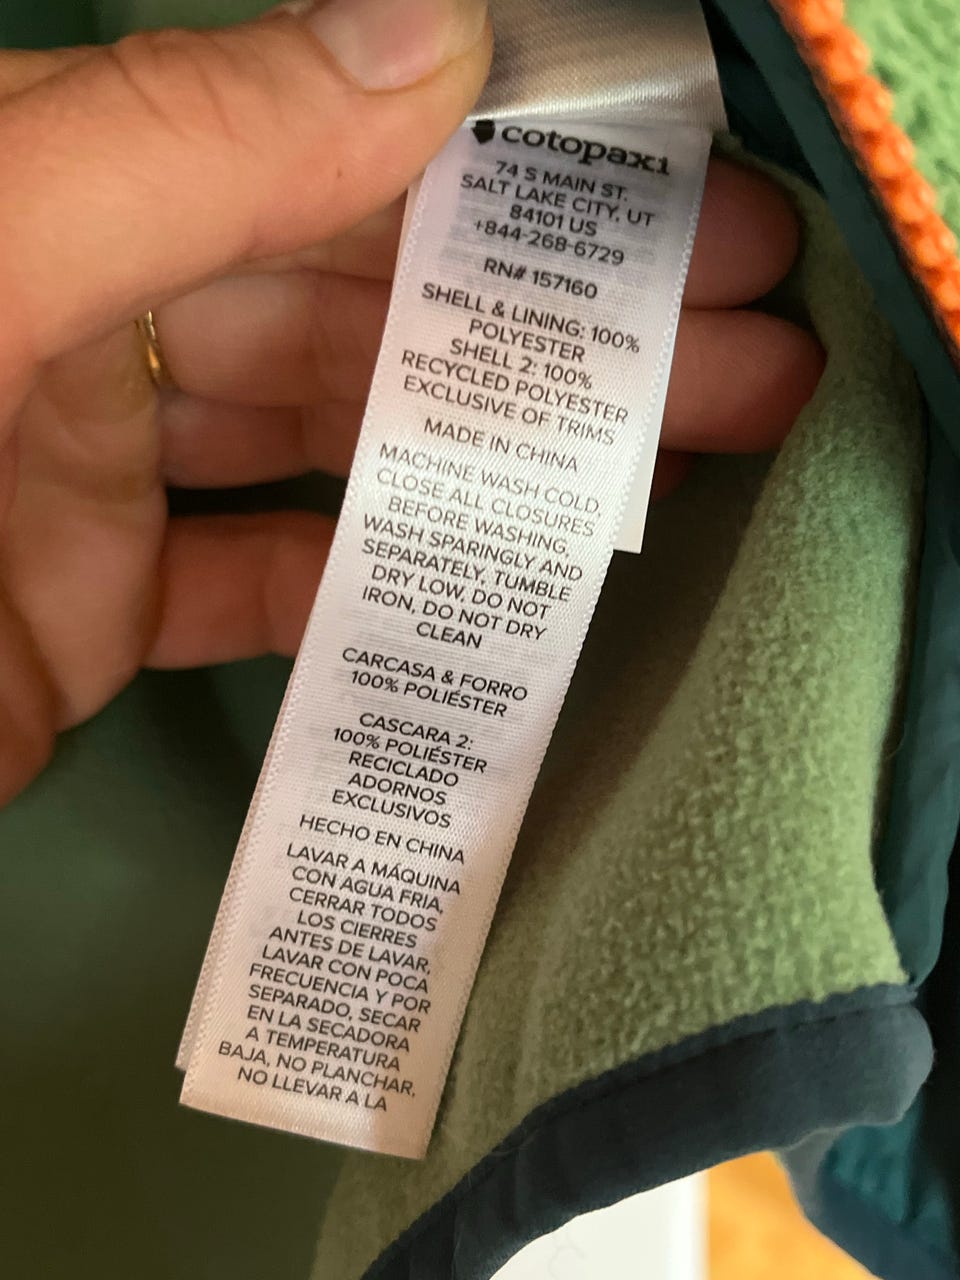 cotopaxi
74 S MAIN ST.
SALT LAKE CITY, UT
84101 US
+844-268-6729
RN# 157160
SHELL & LINING: 100%
POLYESTER
SHELL 2: 100%
RECYCLED POLYESTER
EXCLUSIVE OF TRIMS
MADE IN CHINA
MACHINE WASH COLD,
CLOSE ALL CLOSURES
BEFORE WASHING,
WASH SPARINGLY AND
SEPARATELY, TUMBLE
DRY LOW, DO NOT
IRON, DO NOT DRY
CLEAN
CARCASA & FORRO
100% POLIÉSTER
CASCARA 2:
100% POLIÉSTER
RECICLADO
ADORNOS
EXCLUSIVOS
HECHO EN CHINA
LAVAR A MÁQUINA
CON AGUA FRIA,
CERRAR TODOS
LOS CIERRES
ANTES DE LAVAR,
LAVAR CON POCA
FRECUENCIA Y POR
SEPARADO, SECAR
EN LA SECADORA
A TEMPERATURA
BAJA, NO PLANCHAR,
NO LLEVAR A LA